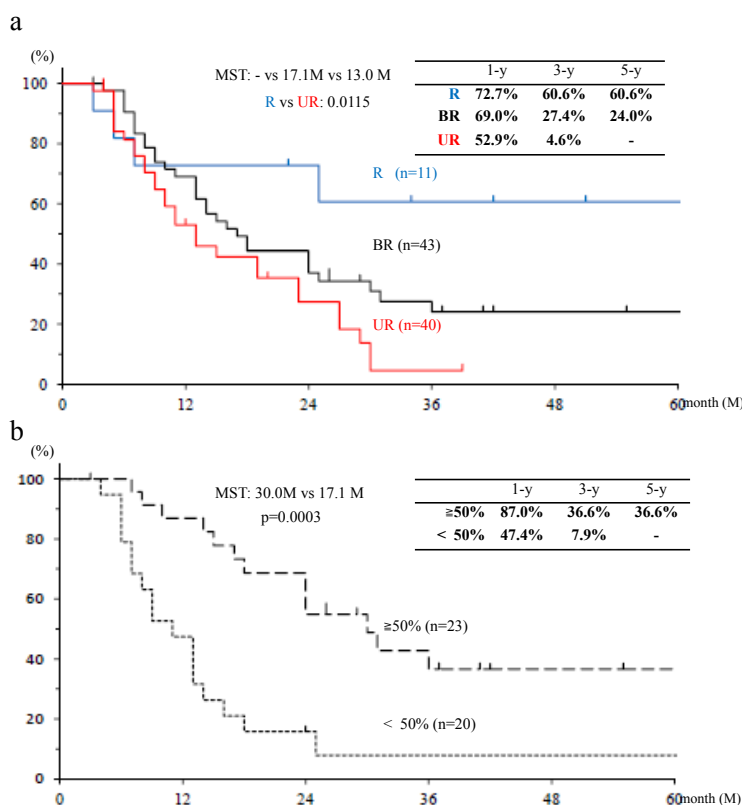 a
(%)
MST: - vs 17.1M vs 13.0 M
R vs UR: 0.0115
1-y 3-y 5-y
R 72.7% 60.6% 60.6%
BR 69.0% 27.4% 24.0%
UR 52.9% 4.6% -
100
80
60
40
20
0
R (n=11)
BR (n=43)
UR (n=40)
0 12 24 36 48 60 month (M)
b
(%)
MST: 30.0M vs 17.1 M
p=0.0003
1-y 3-y 5-y
≧50% 87.0% 36.6% 36.6%
< 50% 47.4% 7.9% -
100
80
60
40
20
0
≧50% (n=23)
< 50% (n=20)
0 12 24 36 48 60 month (M)